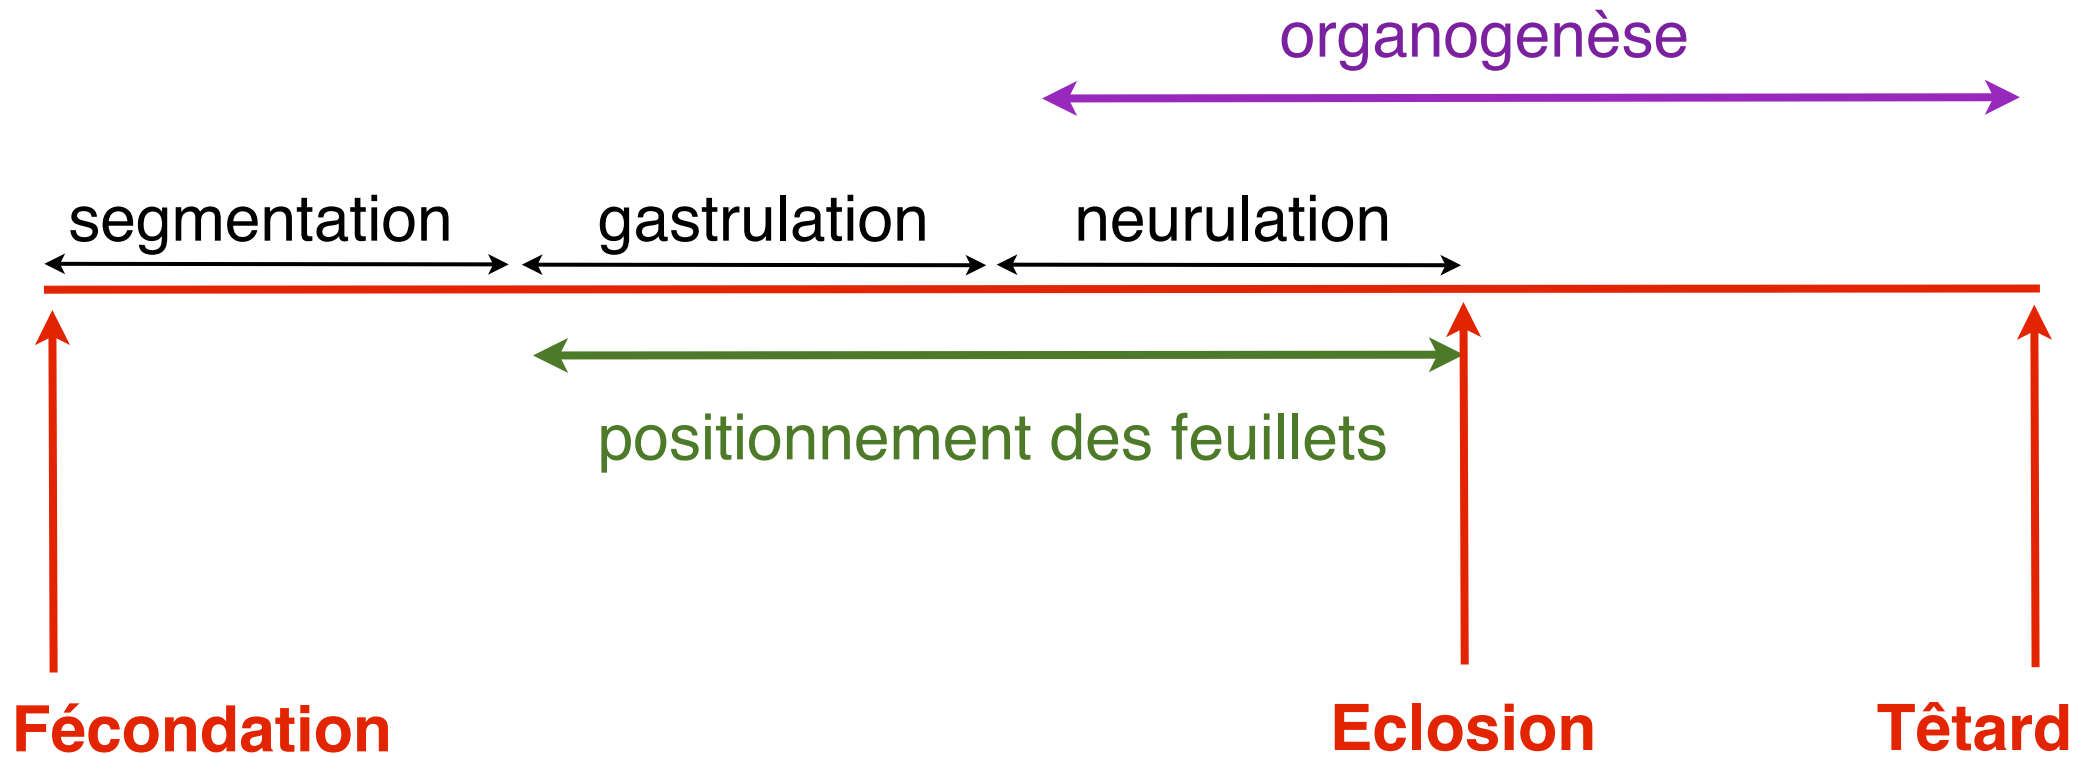 organogenèse
segmentation gastrulation neurulation
positionnement des feuillets
Fécondation Eclosion Têtard